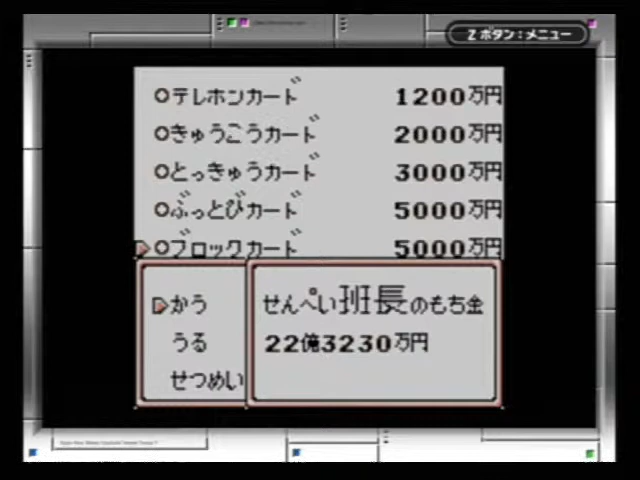 Zボタン:メニュー
テレホンカード 1200万円
きゅうこうカード 2000万円
とっきゅうカード 3000万円
ぶっとびカード 5000万円
ブロックカード 5000万円
かう
うる
せつめい
せんぺい班長のもち金
22億3230万円